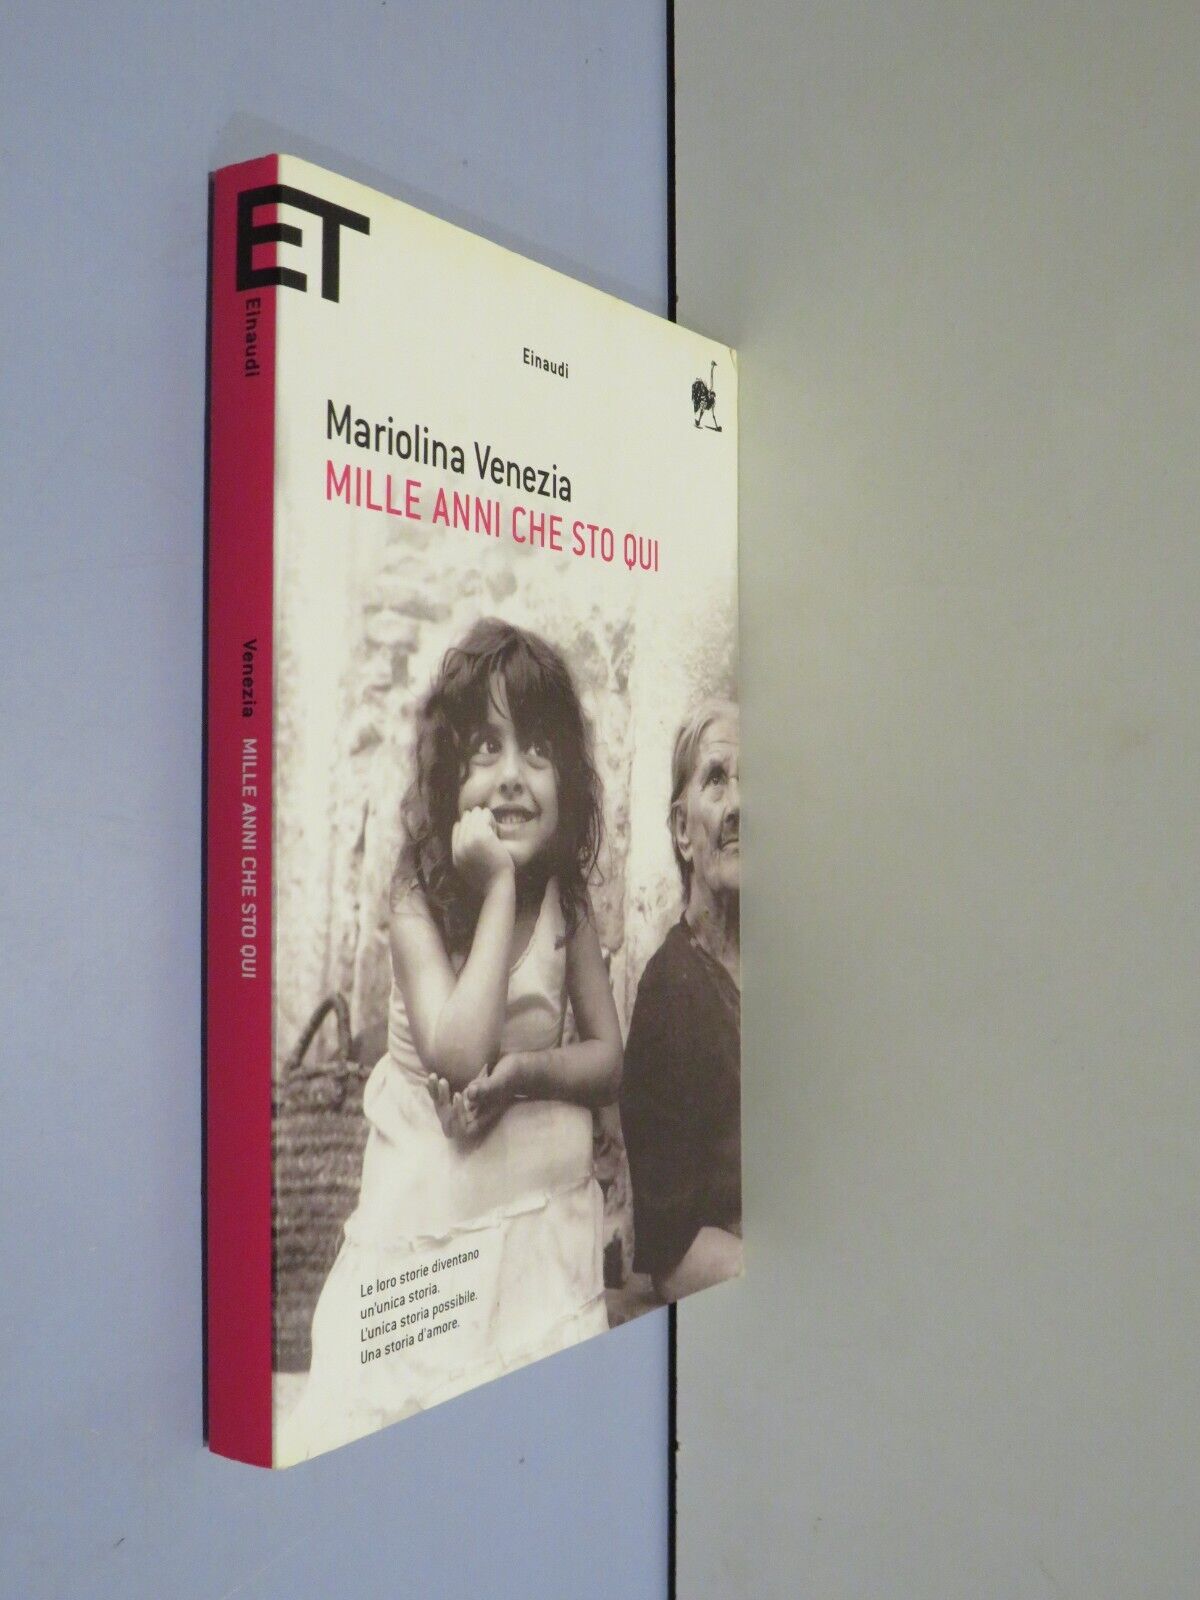 ET
Einaudi
Venezia MILLE ANNI CHE STO QUI
Einaudi
Mariolina Venezia
MILLE ANNI CHE STO QUI
Le loro storie diventano
un'unica storia.
L'unica storia possibile.
Una storia d'amore.